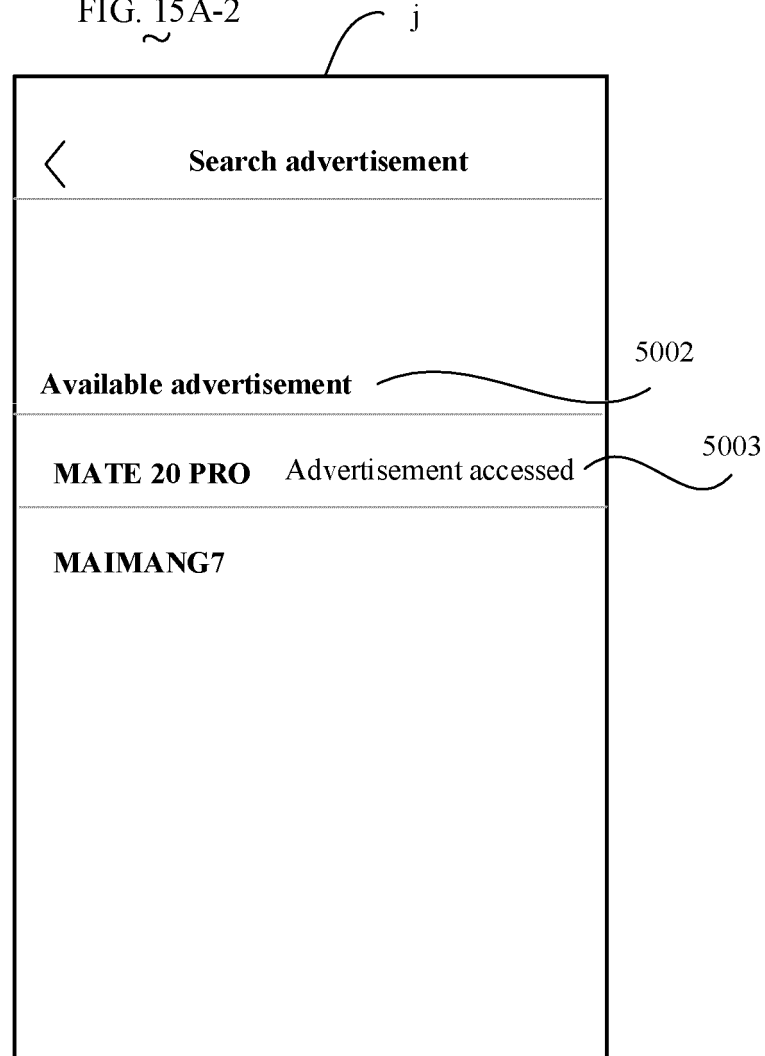 FIG. 15A-2
j
Search advertisement
5002
Available advertisement
5003
MATE 20 PRO Advertisement accessed
MAIMANG7